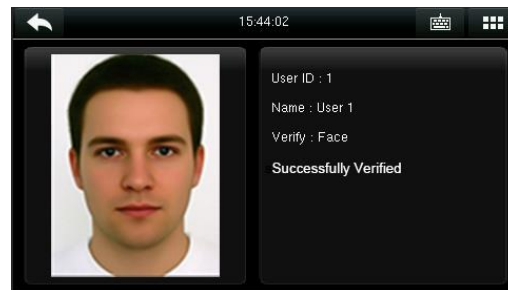 15:44:02
User ID : 1
Name : User 1
Verify : Face
Successfully Verified